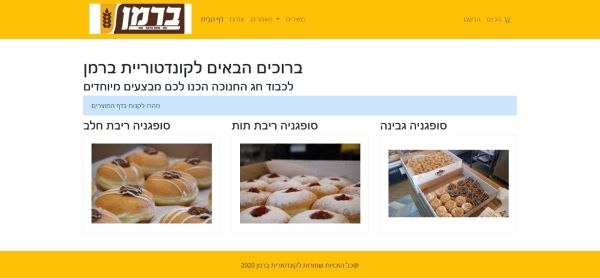 ברמן
דף הבית
אודות
מאמרים
מוצרים
הרשם
הכנס
ברוכים הבאים לקונדטוריית ברמן
לכבוד חג החנוכה הכנו לכם מבצעים מיוחדים
מהרו לקנות בדף המוצרים
סופגניה ריבת חלב
סופגניה ריבת תות
סופגניה גבינה
@כל הזכויות שמורות לקונדטורית ברמן 2020